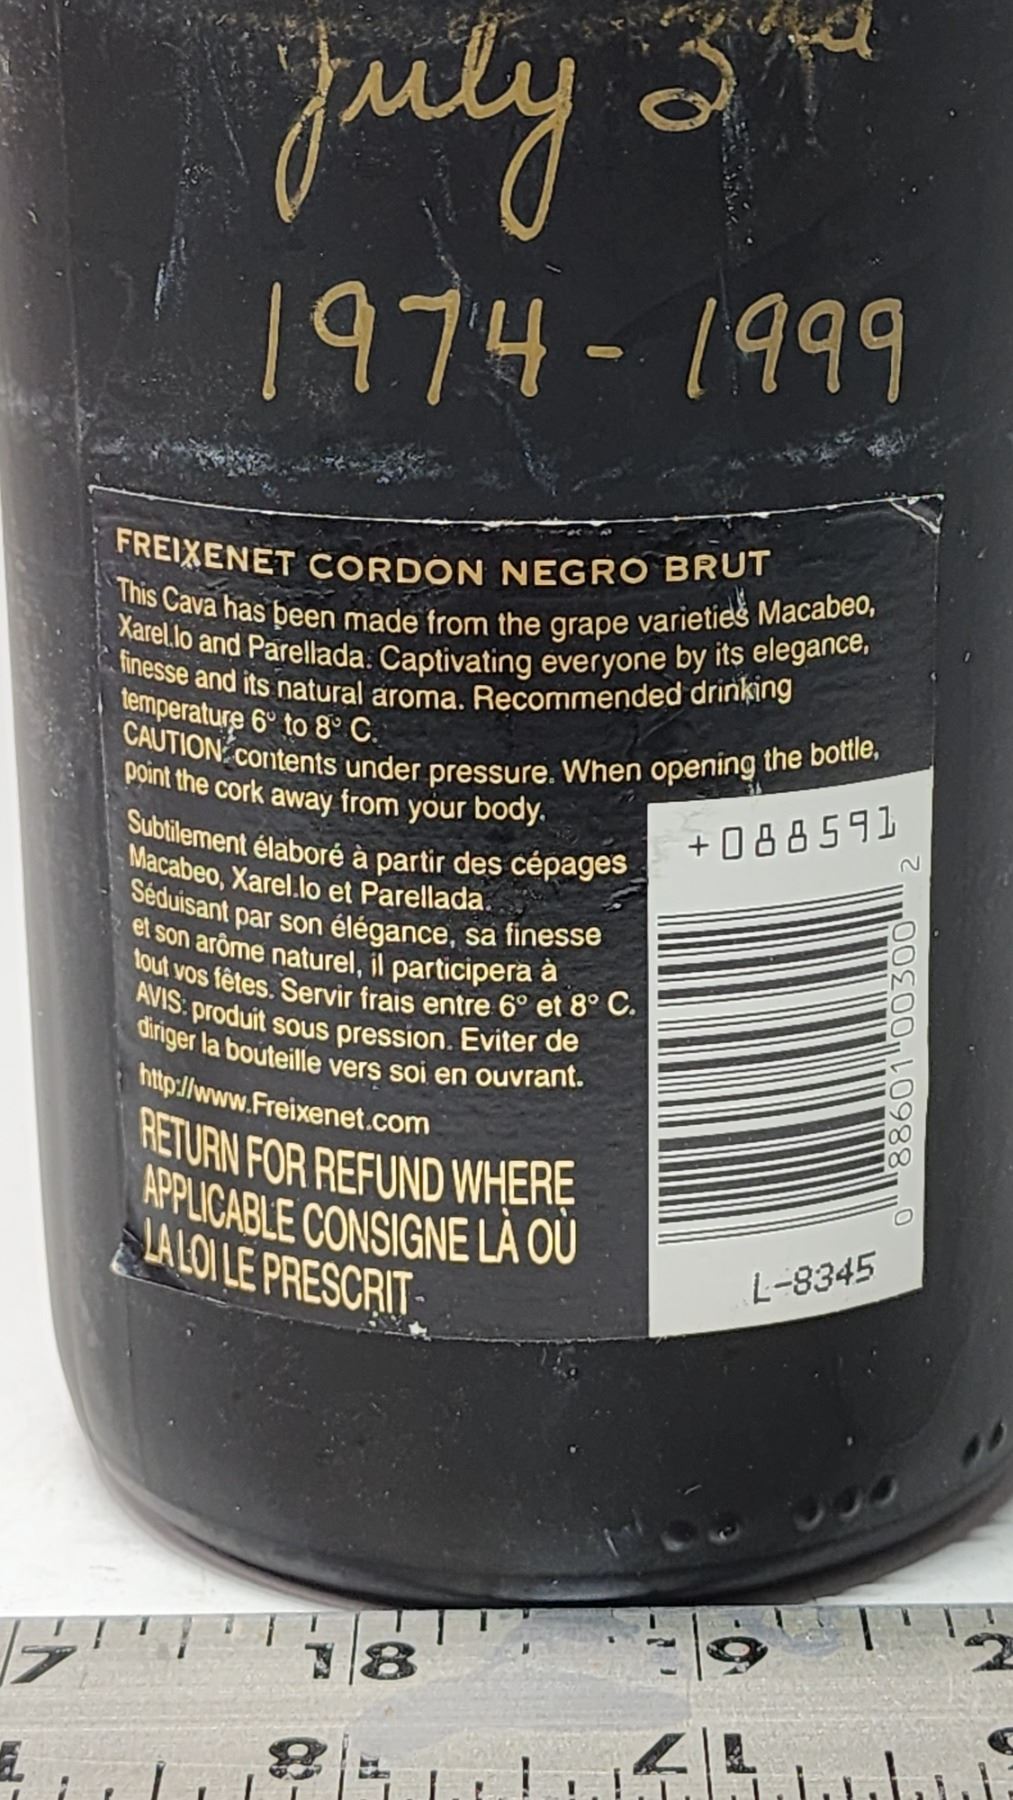 July 3rd
1974 - 1999
FREIXENET CORDON NEGRO BRUT
This Cava has been made from the grape varieties Macabeo,
Xarel.lo and Parellada. Captivating everyone by its elegance,
finesse and its natural aroma. Recommended drinking
temperature 6° to 8° C.
CAUTION: contents under pressure. When opening the bottle,
point the cork away from your body.
Subtilement élaboré à partir des cépages
Macabeo, Xarel.lo et Parellada.
Séduisant par son élégance, sa finesse
et son arôme naturel, il participera à
tout vos fêtes. Servir frais entre 6° et 8° C.
AVIS: produit sous pression. Eviter de
diriger la bouteille vers soi en ouvrant.
http://www.Freixenet.com
RETURN FOR REFUND WHERE
APPLICABLE CONSIGNE LÀ OÙ
LA LOI LE PRESCRIT
+088591
0 88601 00300 2
L-8345
7 18 19 2
8 17